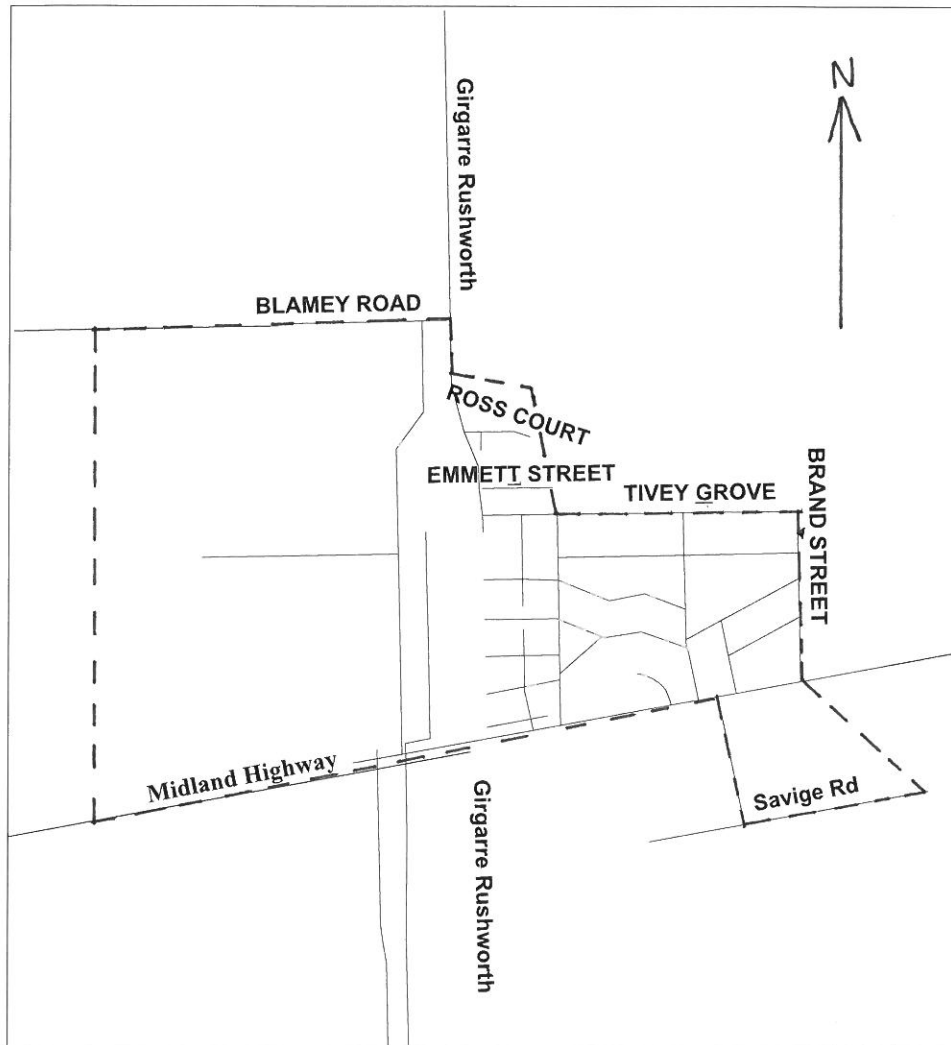 N
Girgarre Rushworth
BLAMEY ROAD
ROSS COURT
EMMETT STREET
TIVEY GROVE
BRAND STREET
Midland Highway
Savige Rd
Girgarre Rushworth